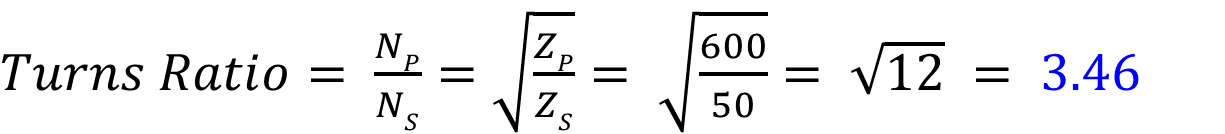 Turns Ratio = N_P/N_S = √(Z_P/Z_S) = √(600/50) = √12 = 3.46